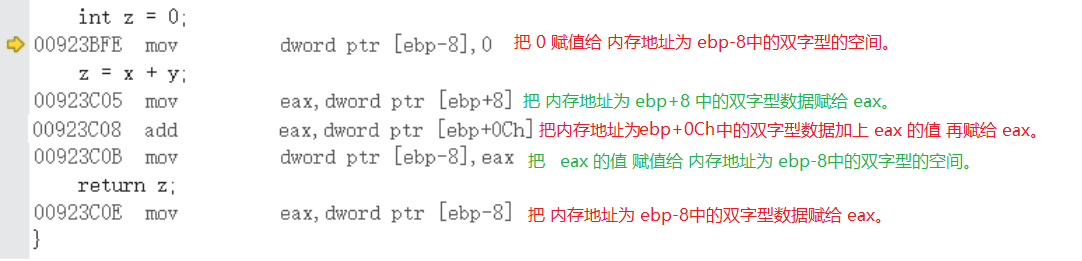 int z = 0;
00923BFE mov dword ptr [ebp-8],0 把 0 赋值给 内存地址为 ebp-8中的双字型的空间。
z = x + y;
00923C05 mov eax,dword ptr [ebp+8] 把 内存地址为 ebp+8 中的双字型数据赋给 eax。
00923C08 add eax,dword ptr [ebp+0Ch] 把内存地址为ebp+0Ch中的双字型数据加上 eax 的值 再赋给 eax。
00923C0B mov dword ptr [ebp-8],eax 把 eax 的值 赋值给 内存地址为 ebp-8中的双字型的空间。
return z;
00923C0E mov eax,dword ptr [ebp-8] 把 内存地址为 ebp-8中的双字型数据赋给 eax。
}